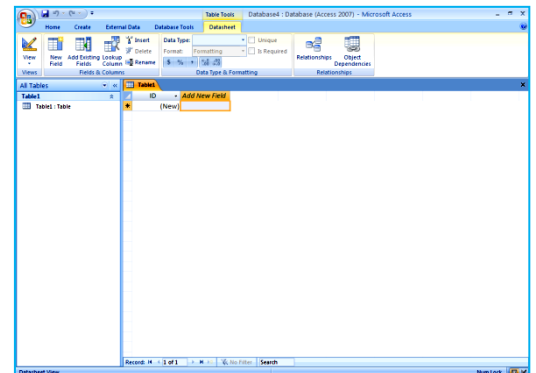 Table Tools Database4 : Database (Access 2007) - Microsoft Access
Home Create External Data Database Tools Datasheet
View New Field Add Existing Fields Lookup Column Insert Delete Rename Data Type: Format: Formatting $ % Unique Is Required Relationships Object Dependencies
Views Fields & Columns Data Type & Formatting Relationships
All Tables Table1
Table1 ID Add New Field
Table1 : Table (New)
Record: 1 of 1 No Filter Search
Datasheet View Num Lock